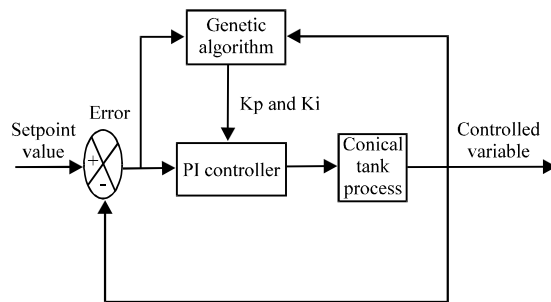 Genetic
algorithm
Error
Kp and Ki
Setpoint
value
+
-
PI controller
Conical
tank
process
Controlled
variable